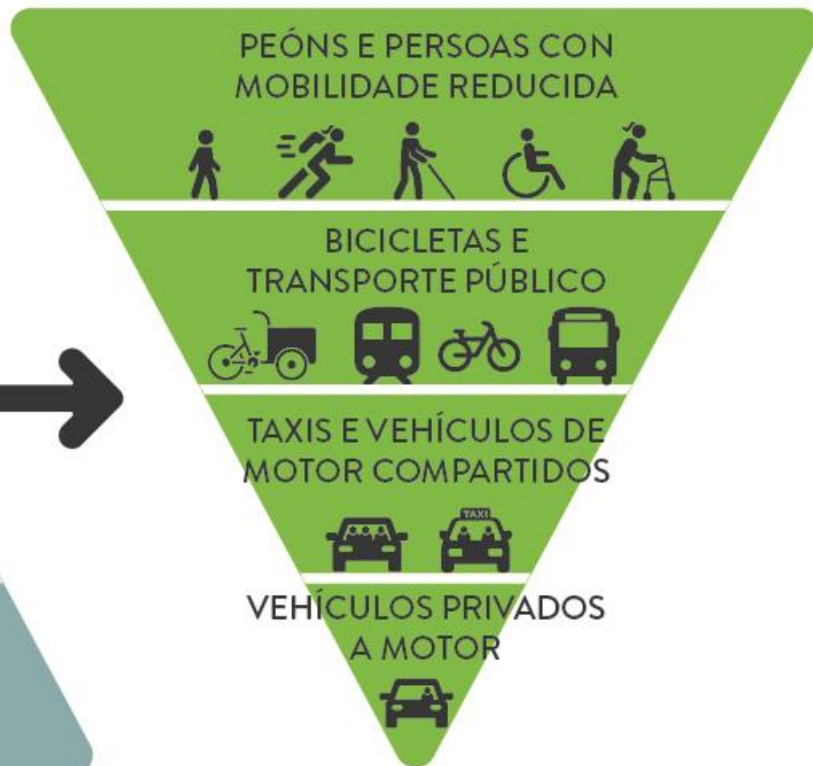 PEÓNS E PERSOAS CON
MOBILIDADE REDUCIDA
BICICLETAS E
TRANSPORTE PÚBLICO
TAXIS E VEHÍCULOS DE
MOTOR COMPARTIDOS
TAXI
VEHÍCULOS PRIVADOS
A MOTOR